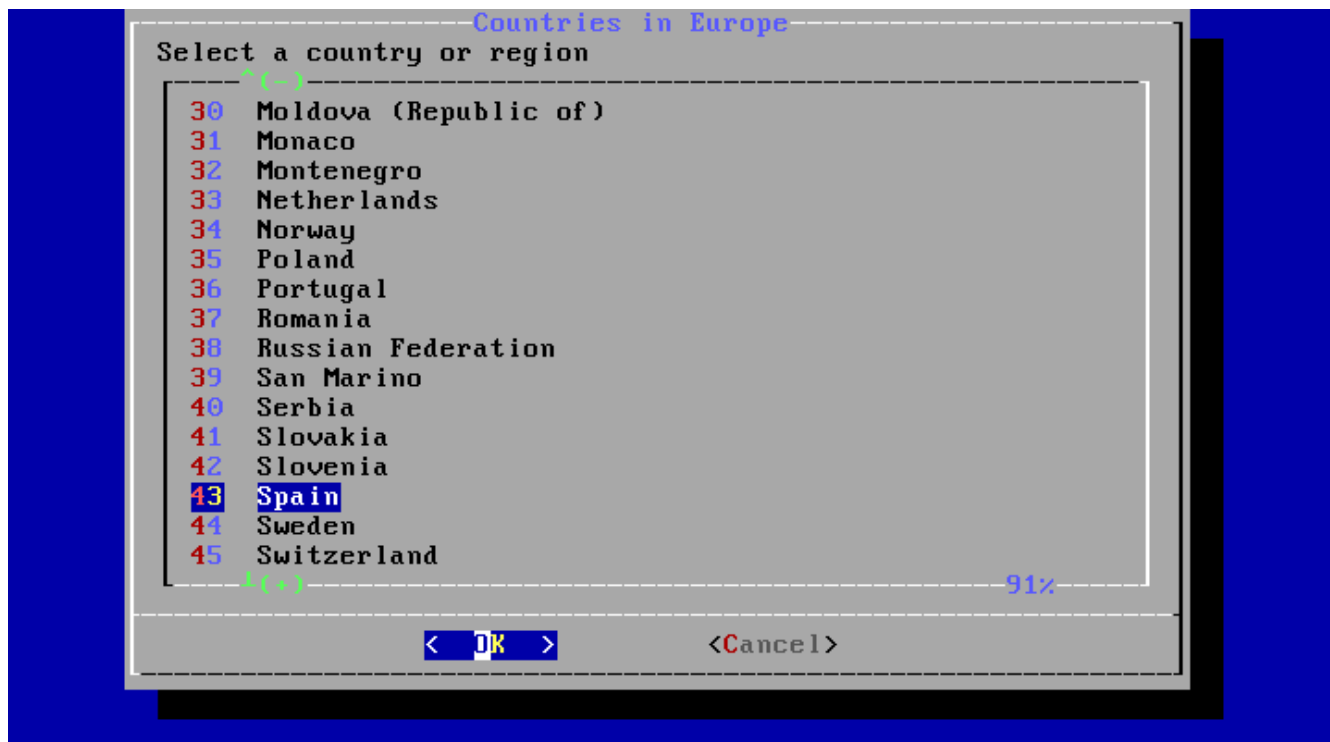 Countries in Europe
Select a country or region
^(-)
30 Moldova (Republic of)
31 Monaco
32 Montenegro
33 Netherlands
34 Norway
35 Poland
36 Portugal
37 Romania
38 Russian Federation
39 San Marino
40 Serbia
41 Slovakia
42 Slovenia
43 Spain
44 Sweden
45 Switzerland
┴(+) 91%
< OK > <Cancel>